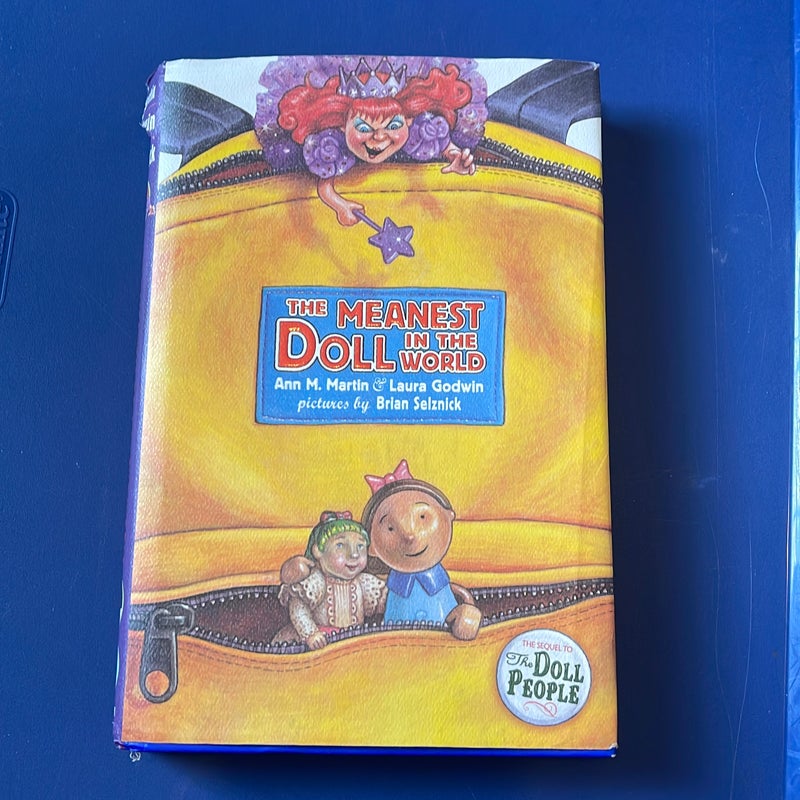 THE MEANEST
DOLL IN THE
WORLD
Ann M. Martin & Laura Godwin
pictures by Brian Selznick
THE SEQUEL TO
The DOLL
PEOPLE